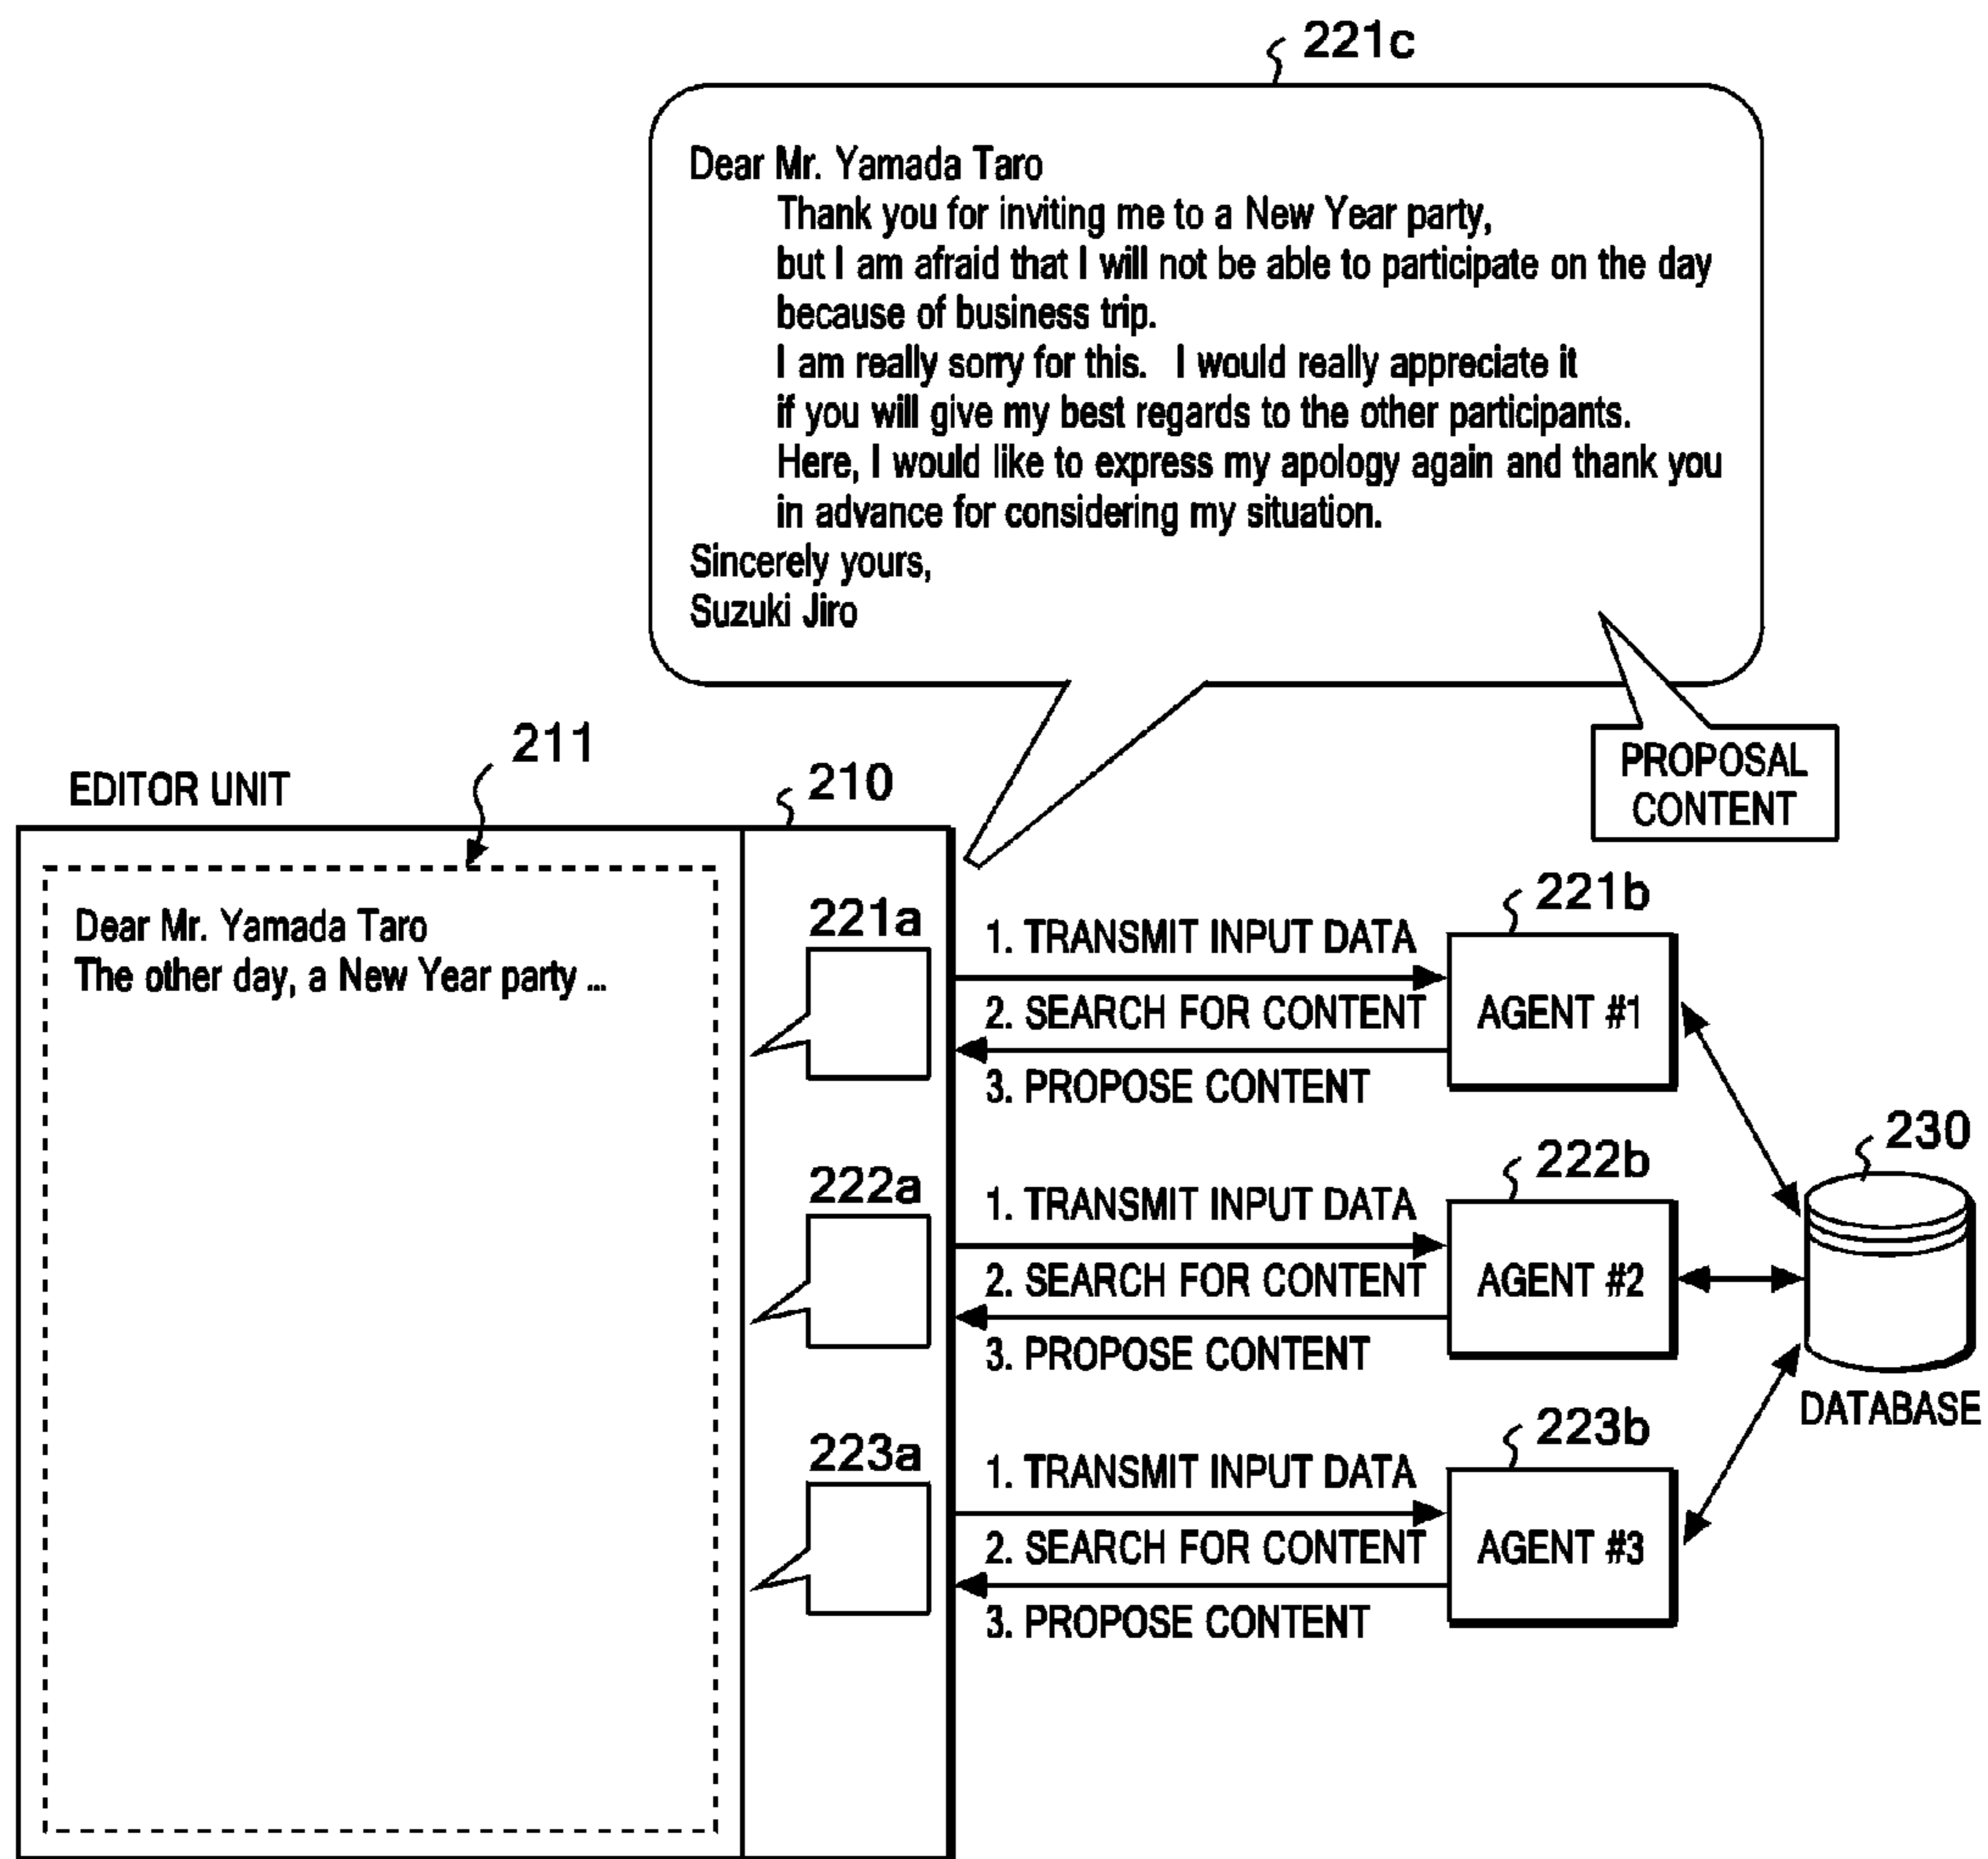 221c
Dear Mr. Yamada Taro
Thank you for inviting me to a New Year party,
but I am afraid that I will not be able to participate on the day
because of business trip.
I am really sorry for this. I would really appreciate it
if you will give my best regards to the other participants.
Here, I would like to express my apology again and thank you
in advance for considering my situation.
Sincerely yours,
Suzuki Jiro
PROPOSAL
CONTENT
211
EDITOR UNIT
210
Dear Mr. Yamada Taro
The other day, a New Year party ...
221a
1. TRANSMIT INPUT DATA
2. SEARCH FOR CONTENT
3. PROPOSE CONTENT
221b
AGENT #1
222a
1. TRANSMIT INPUT DATA
2. SEARCH FOR CONTENT
3. PROPOSE CONTENT
222b
AGENT #2
230
DATABASE
223a
1. TRANSMIT INPUT DATA
2. SEARCH FOR CONTENT
3. PROPOSE CONTENT
223b
AGENT #3